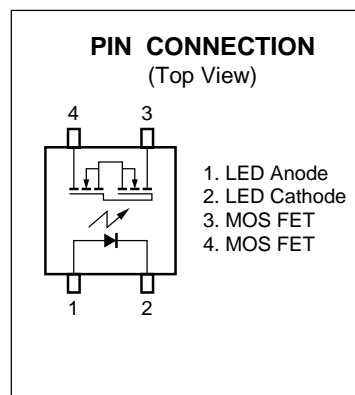 PIN CONNECTION
(Top View)
4 3
1. LED Anode
2. LED Cathode
3. MOS FET
4. MOS FET
1 2